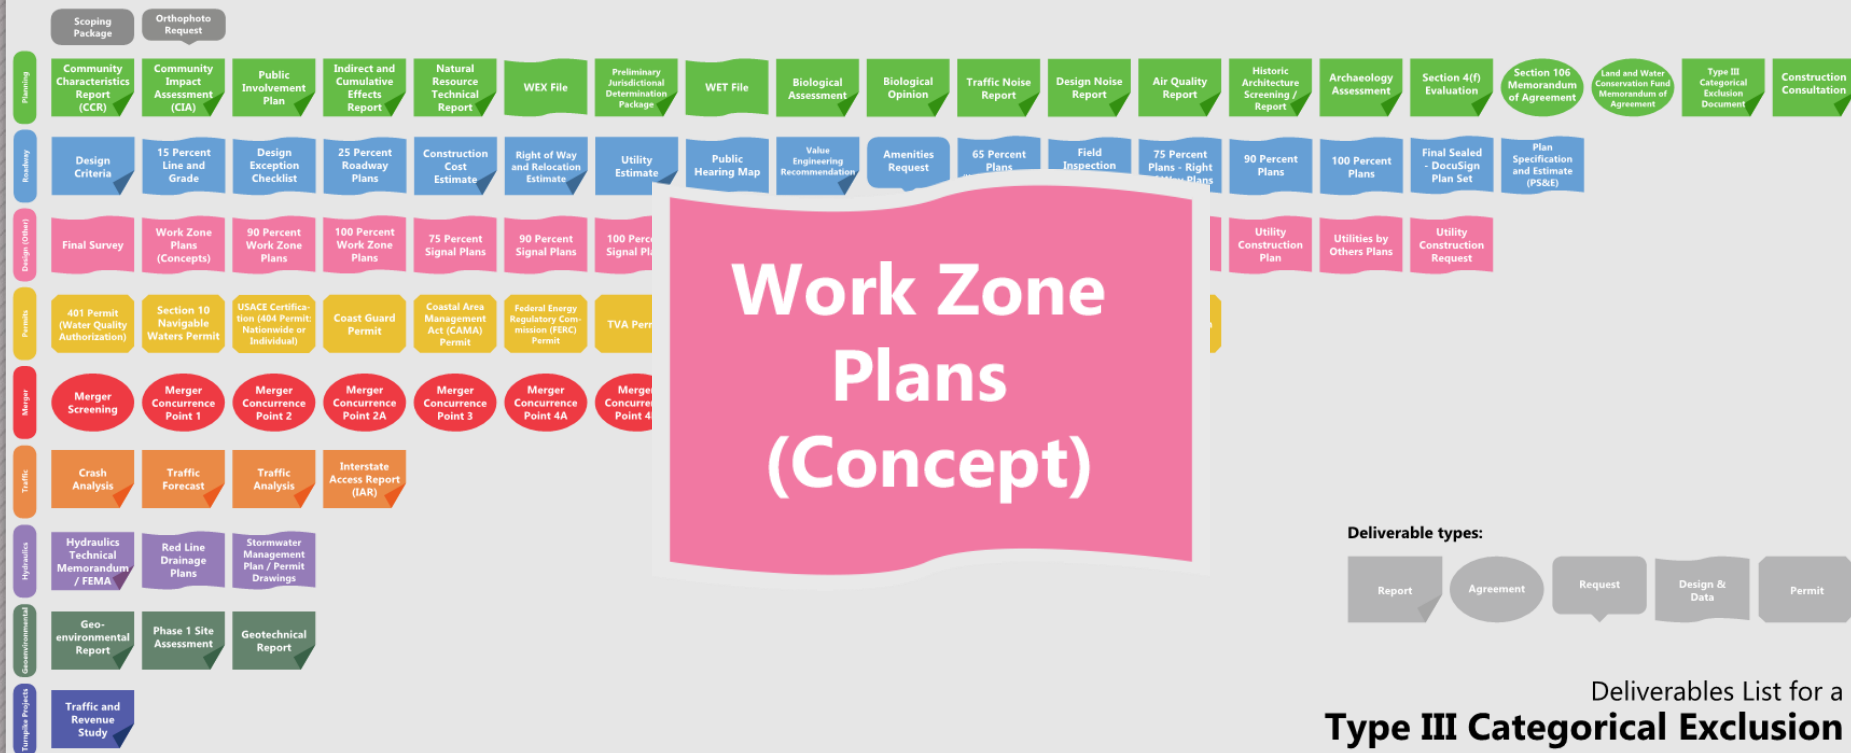 Scoping
Package
Orthophoto
Request
Planning
Community
Characteristics
Report
(CCR)
Community
Impact
Assessment
(CIA)
Public
Involvement
Plan
Indirect and
Cumulative
Effects
Report
Natural
Resource
Technical
Report
WEX File
Preliminary
Jurisdictional
Determination
Package
WET File
Biological
Assessment
Biological
Opinion
Traffic Noise
Report
Design Noise
Report
Air Quality
Report
Historic
Architecture
Screening /
Report
Archaeology
Assessment
Section 4(f)
Evaluation
Section 106
Memorandum
of Agreement
Land and Water
Conservation Fund
Memorandum of
Agreement
Type III
Categorical
Exclusion
Document
Construction
Consultation
Roadway
Design
Criteria
15 Percent
Line and
Grade
Design
Exception
Checklist
25 Percent
Roadway
Plans
Construction
Cost
Estimate
Right of Way
and Relocation
Estimate
Utility
Estimate
Public
Hearing Map
Value
Engineering
Recommendation
Amenities
Request
65 Percent
Plans
Field
Inspection
75 Percent
Plans - Right
Plans
90 Percent
Plans
100 Percent
Plans
Final Sealed
- DocuSign
Plan Set
Plan
Specification
and Estimate
(PS&E)
Design (Other)
Final Survey
Work Zone
Plans
(Concepts)
90 Percent
Work Zone
Plans
100 Percent
Work Zone
Plans
75 Percent
Signal Plans
90 Percent
Signal Plans
100 Perc
Signal Pl
Utility
Construction
Plan
Utilities by
Others Plans
Utility
Construction
Request
Permits
401 Permit
(Water Quality
Authorization)
Section 10
Navigable
Waters Permit
USACE Certifica-
tion (404 Permit:
Nationwide or
Individual)
Coast Guard
Permit
Coastal Area
Management
Act (CAMA)
Permit
Federal Energy
Regulatory Com-
mission (FERC)
Permit
TVA Perm
Merger
Merger
Screening
Merger
Concurrence
Point 1
Merger
Concurrence
Point 2
Merger
Concurrence
Point 2A
Merger
Concurrence
Point 3
Merger
Concurrence
Point 4A
Merge
Concurre
Point 4
Traffic
Crash
Analysis
Traffic
Forecast
Traffic
Analysis
Interstate
Access Report
(IAR)
Hydraulics
Hydraulics
Technical
Memorandum
/ FEMA
Red Line
Drainage
Plans
Stormwater
Management
Plan / Permit
Drawings
Geoenvironmental
Geo-
environmental
Report
Phase 1 Site
Assessment
Geotechnical
Report
Turnpike Projects
Traffic and
Revenue
Study
Work Zone
Plans
(Concept)
Deliverable types:
Report
Agreement
Request
Design &
Data
Permit
Deliverables List for a
Type III Categorical Exclusion